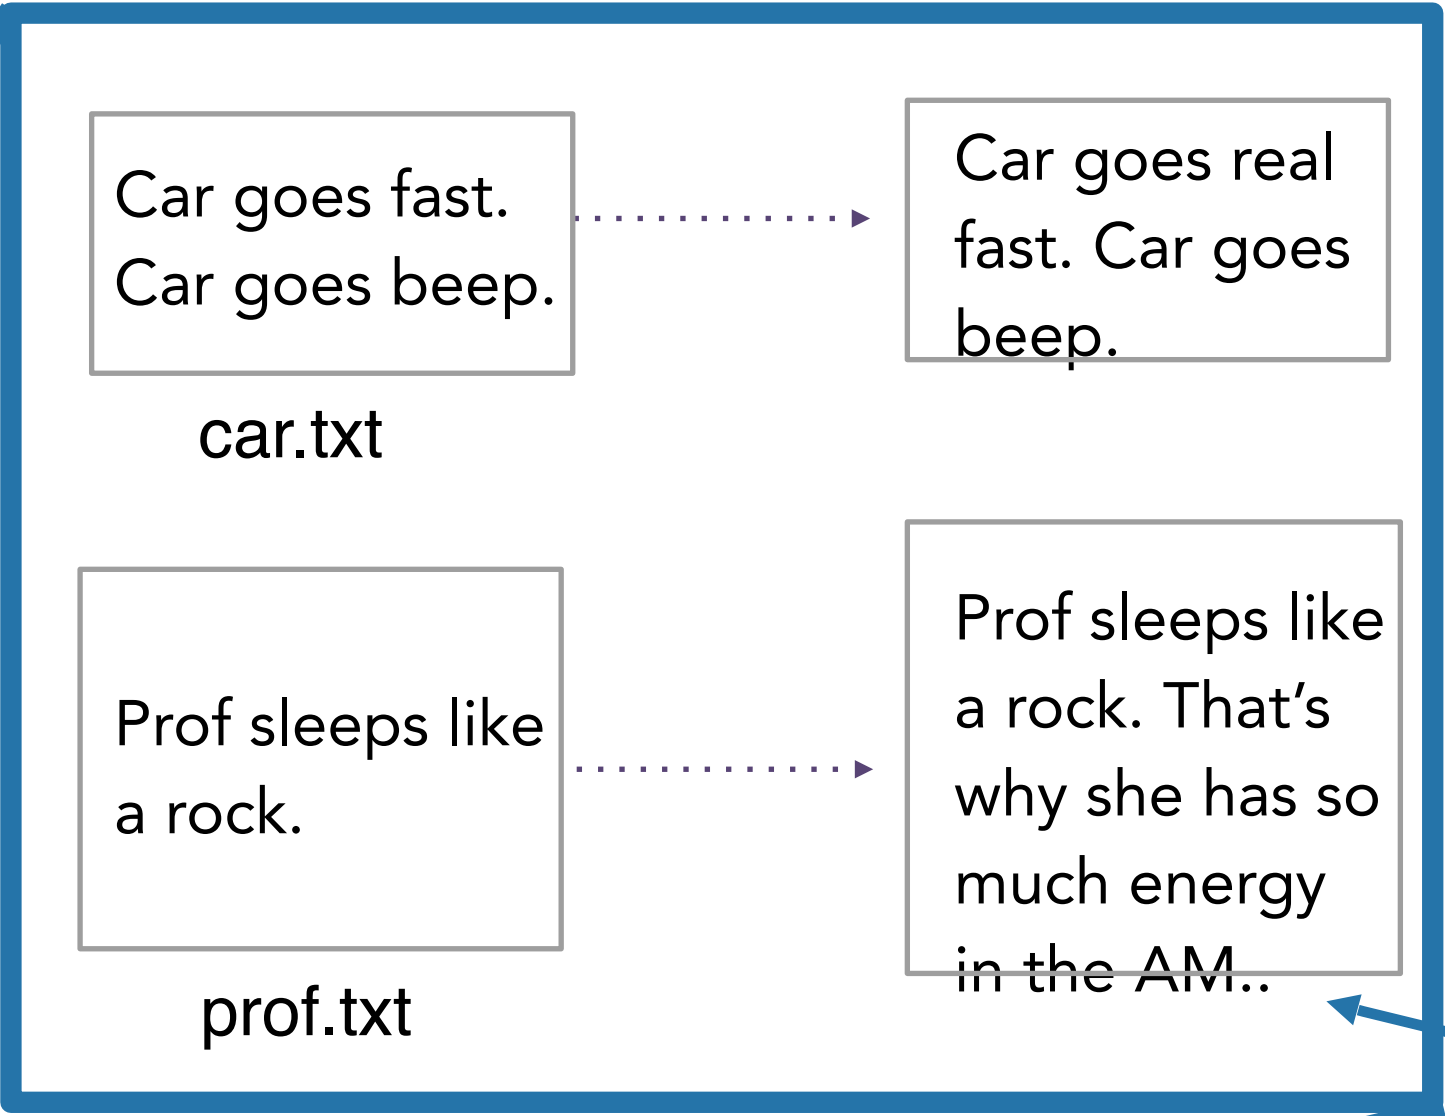 Car goes fast.
Car goes beep.
car.txt
Car goes real
fast. Car goes
beep.
Prof sleeps like
a rock.
prof.txt
Prof sleeps like
a rock. That’s
why she has so
much energy
in the AM..